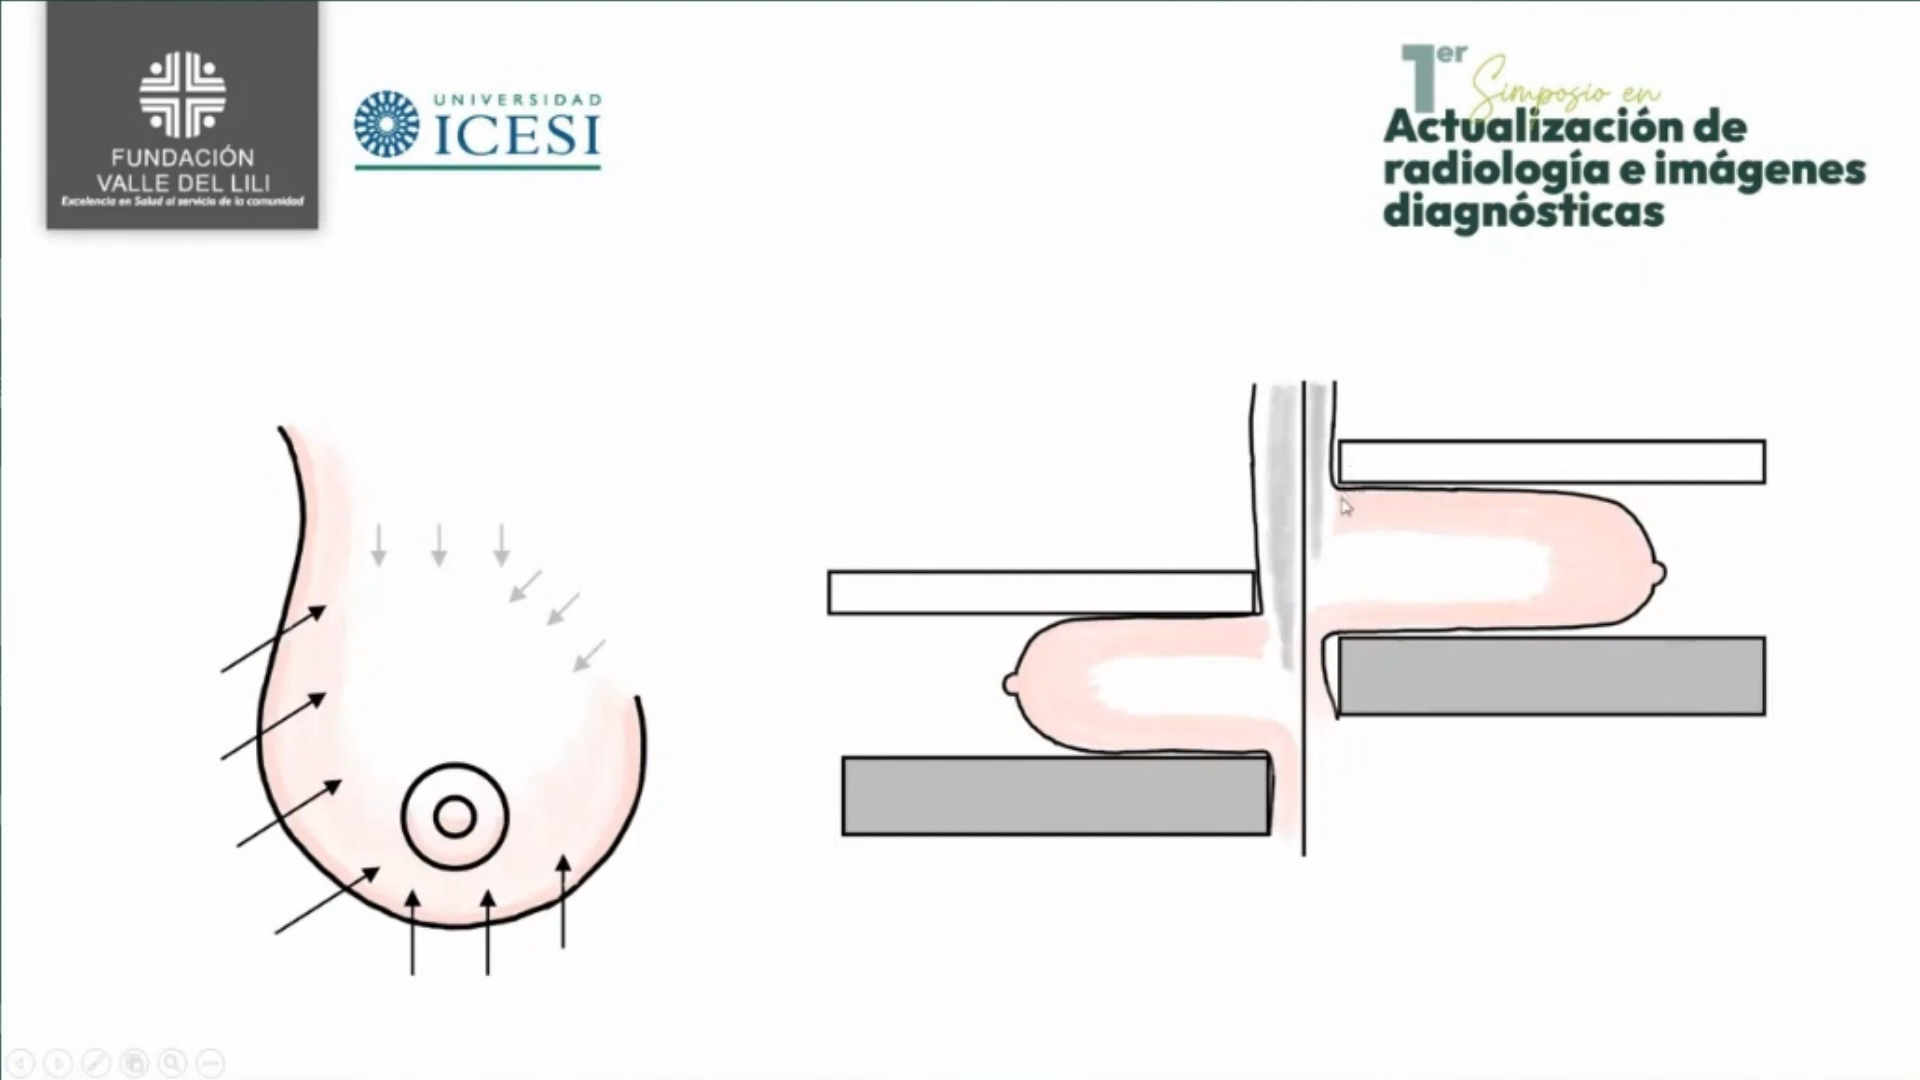 FUNDACIÓN
VALLE DEL LILI
Excelencia en Salud al servicio de la comunidad
UNIVERSIDAD
ICESI
1er
Simposio en
Actualización de
radiología e imágenes
diagnósticas